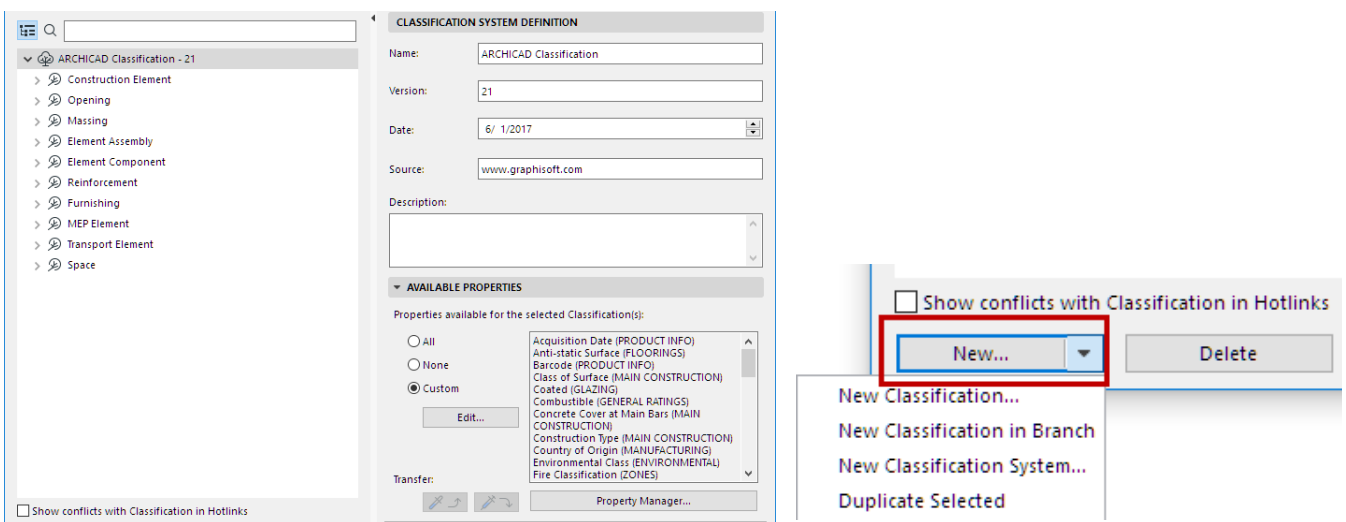 ARCHICAD Classification - 21
Construction Element
Opening
Massing
Element Assembly
Element Component
Reinforcement
Furnishing
MEP Element
Transport Element
Space
Show conflicts with Classification in Hotlinks
CLASSIFICATION SYSTEM DEFINITION
Name: ARCHICAD Classification
Version: 21
Date: 6/ 1/2017
Source: www.graphisoft.com
Description:
AVAILABLE PROPERTIES
Properties available for the selected Classification(s):
All
None
Custom
Edit...
Acquisition Date (PRODUCT INFO)
Anti-static Surface (FLOORINGS)
Barcode (PRODUCT INFO)
Class of Surface (MAIN CONSTRUCTION)
Coated (GLAZING)
Combustible (GENERAL RATINGS)
Concrete Cover at Main Bars (MAIN
CONSTRUCTION)
Construction Type (MAIN CONSTRUCTION)
Country of Origin (MANUFACTURING)
Environmental Class (ENVIRONMENTAL)
Fire Classification (ZONES)
Transfer:
Property Manager...
Show conflicts with Classification in Hotlinks
New... Delete
New Classification...
New Classification in Branch
New Classification System...
Duplicate Selected